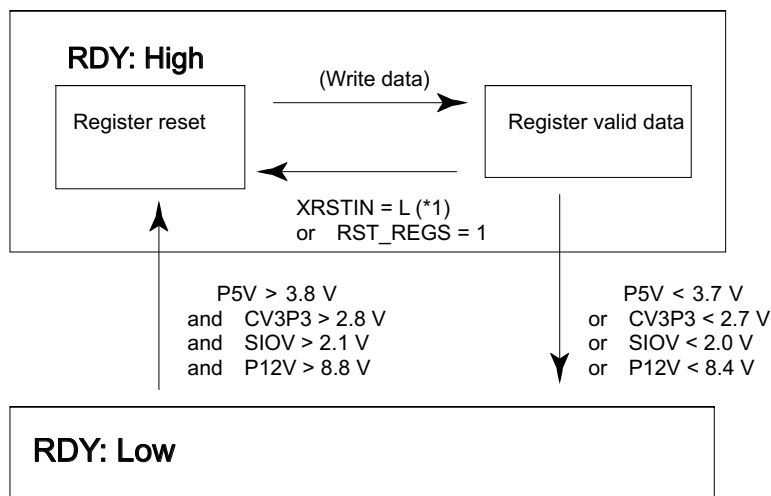 RDY: High
(Write data)
Register reset
Register valid data
XRSTIN = L (*1)
or RST_REGS = 1
P5V > 3.8 V
and CV3P3 > 2.8 V
and SIOV > 2.1 V
and P12V > 8.8 V
P5V < 3.7 V
or CV3P3 < 2.7 V
or SIOV < 2.0 V
or P12V < 8.4 V
RDY: Low